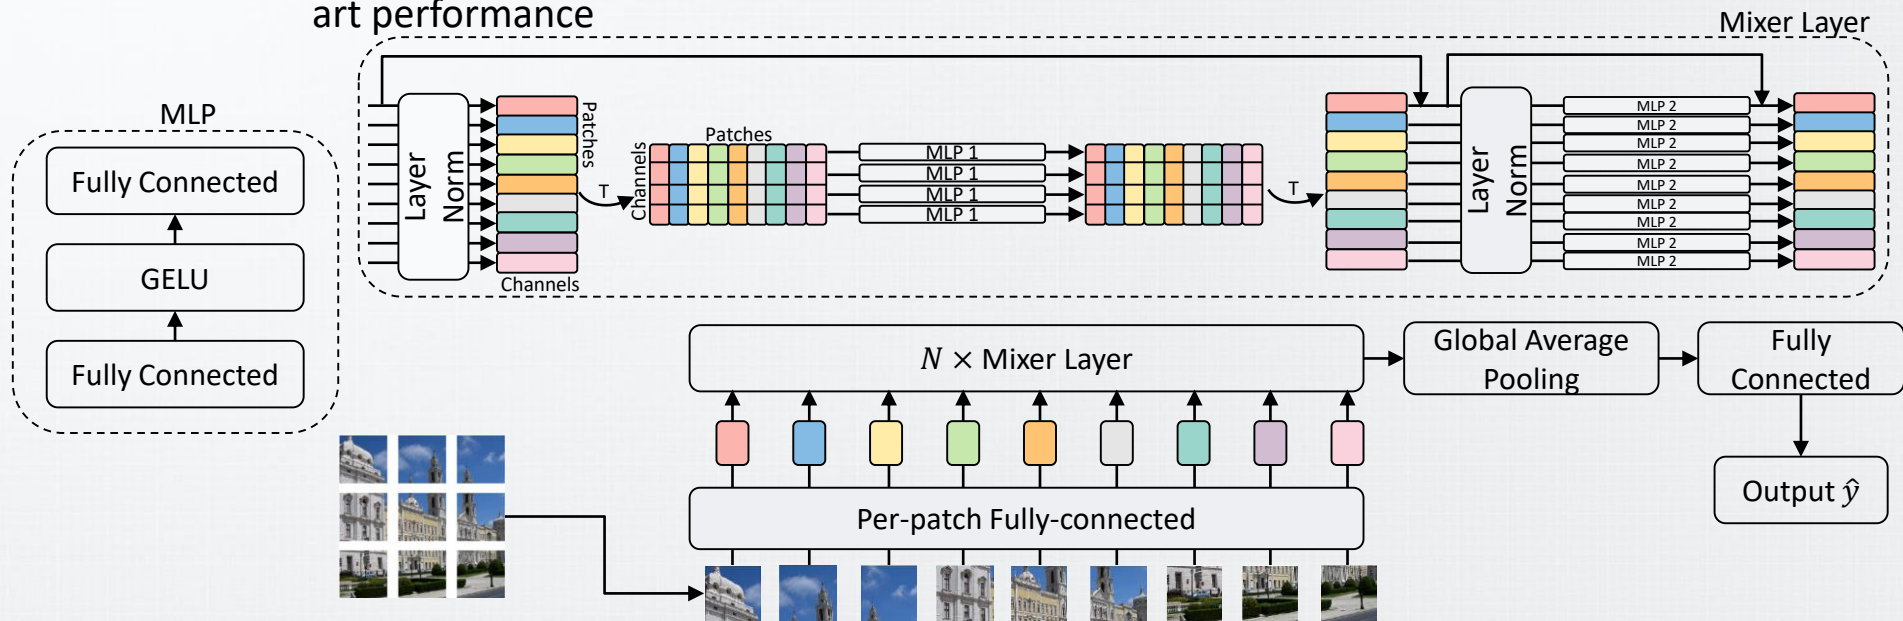 art performance
Mixer Layer
MLP
Fully Connected
GELU
Fully Connected
Layer
Norm
Patches
Channels
T
Patches
Channels
MLP 1
MLP 1
MLP 1
MLP 1
T
Layer
Norm
MLP 2
MLP 2
MLP 2
MLP 2
MLP 2
MLP 2
MLP 2
MLP 2
MLP 2
N × Mixer Layer
Global Average
Pooling
Fully
Connected
Output ŷ
Per-patch Fully-connected